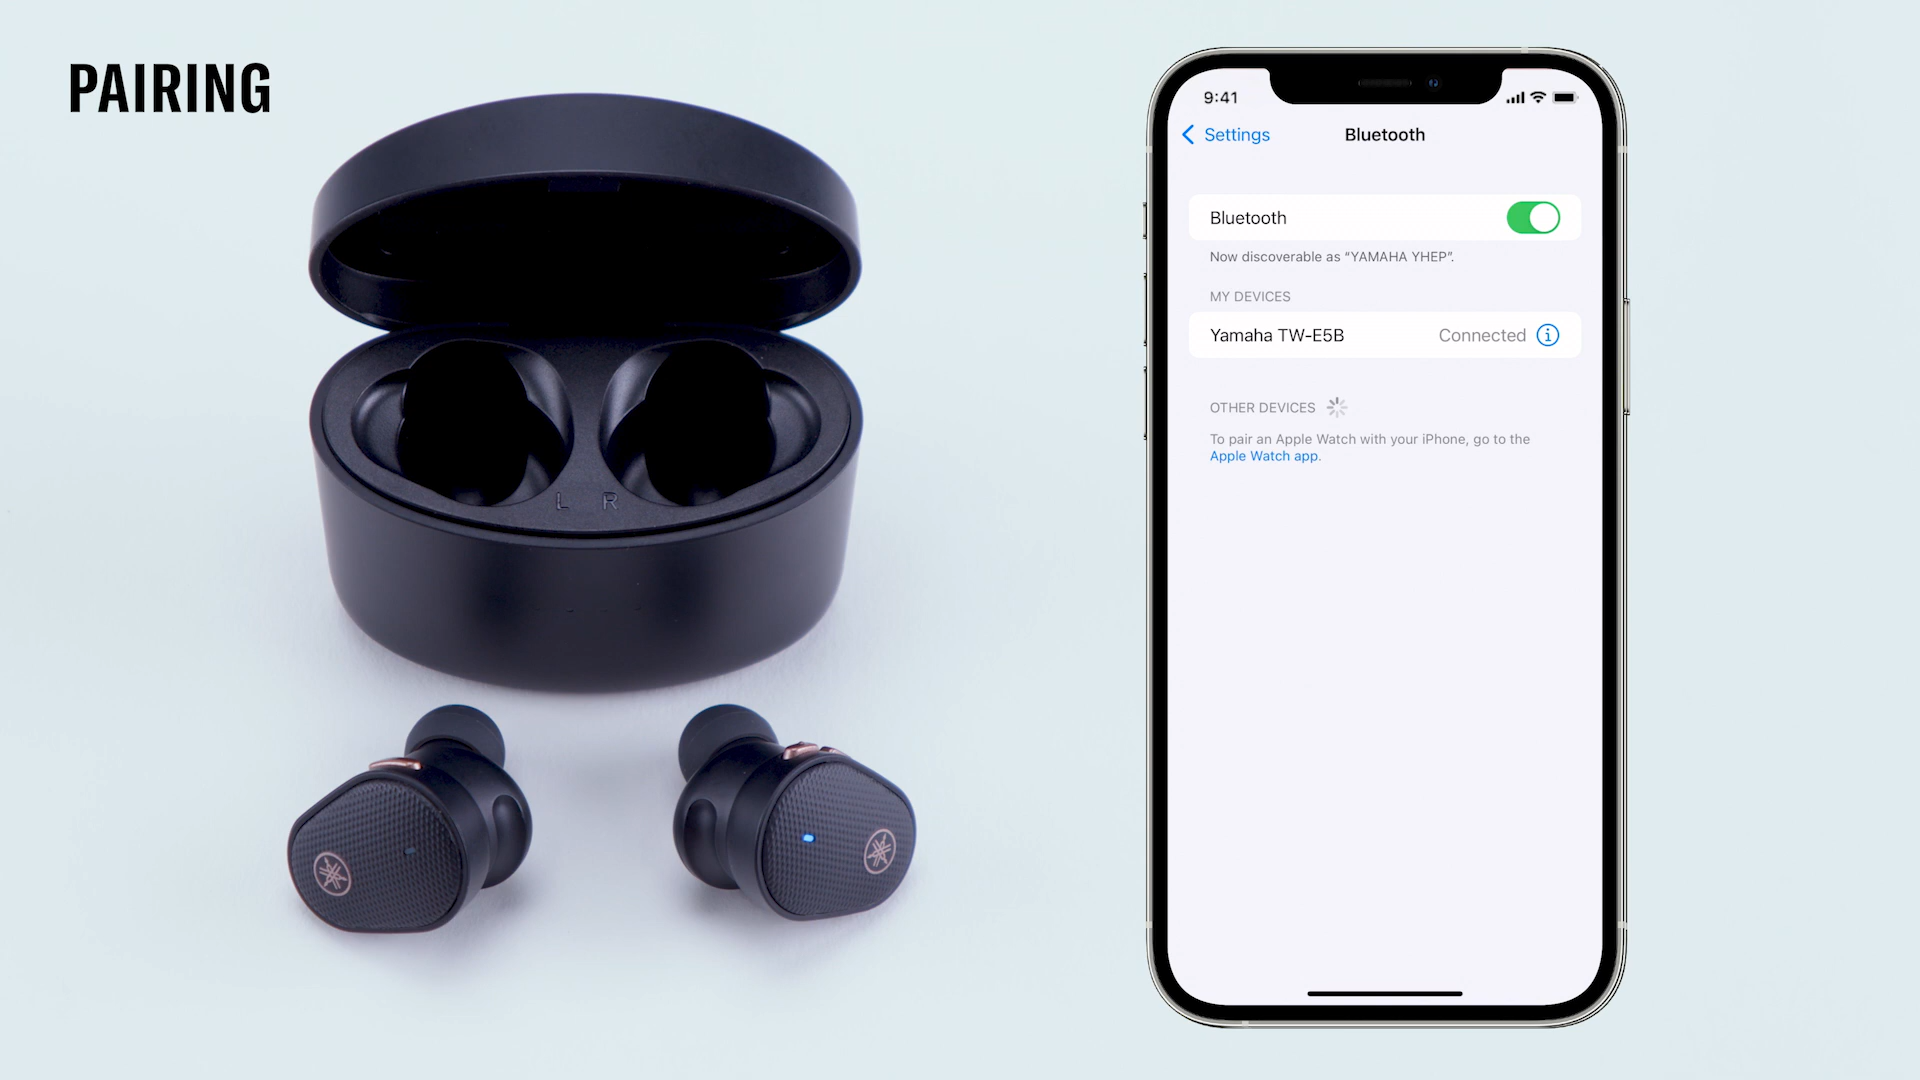 PAIRING
9:41
Settings
Bluetooth
Bluetooth
Now discoverable as “YAMAHA YHEP”.
MY DEVICES
Yamaha TW-E5B Connected
OTHER DEVICES
To pair an Apple Watch with your iPhone, go to the
Apple Watch app.
L R